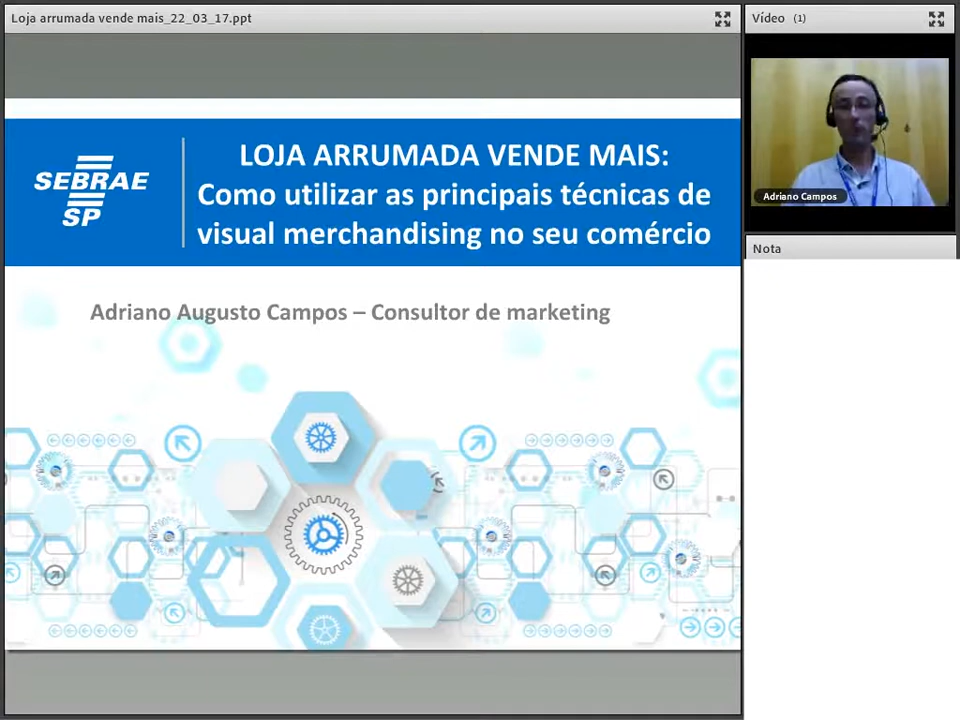 Loja arrumada vende mais_22_03_17.ppt
Vídeo (1)
SEBRAE
SP
LOJA ARRUMADA VENDE MAIS:
Como utilizar as principais técnicas de
visual merchandising no seu comércio
Adriano Campos
Nota
Adriano Augusto Campos – Consultor de marketing